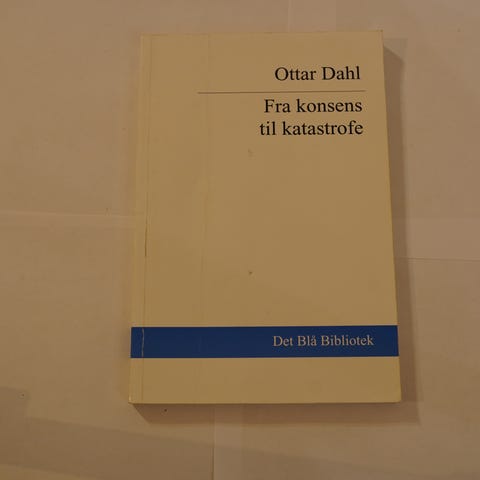 Ottar Dahl
Fra konsens
til katastrofe
Det Blå Bibliotek